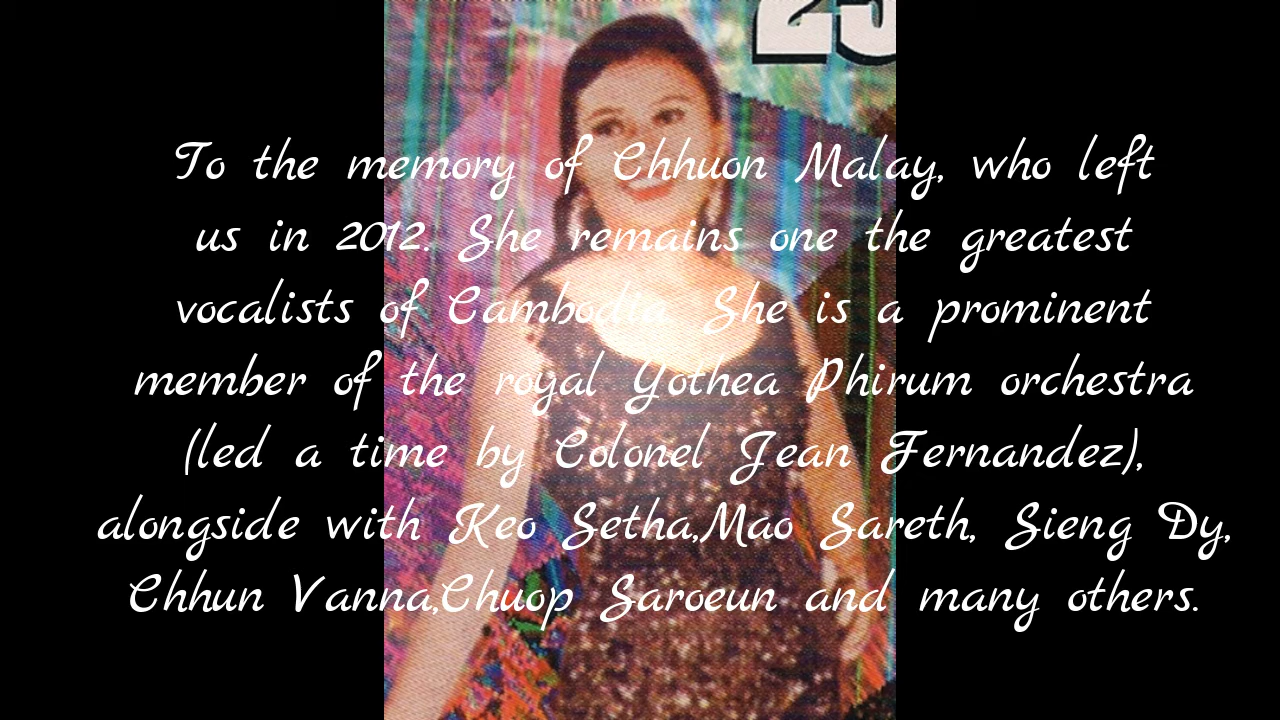 25
To the memory of Chhuon Malay, who left
us in 2012. She remains one the greatest
vocalists of Cambodia. She is a prominent
member of the royal Yothea Phirum orchestra
(led a time by Colonel Jean Fernandez),
alongside with Keo Setha,Mao Sareth, Sieng Dy,
Chhun Vanna,Chuop Saroeun and many others.